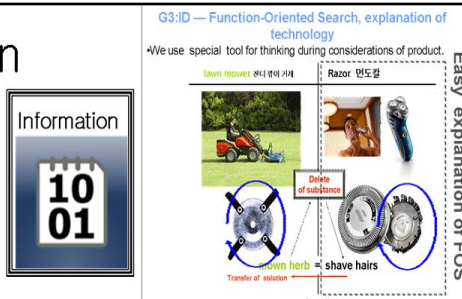 n
Information
10
01
G3:ID — Function-Oriented Search, explanation of
technology
•We use special tool for thinking during considerations of product.
lawn mower 잔디 깎이 기계
Razor 면도칼
Delete
of substance
mown herb = shave hairs
Transfer of solution
Easy explanation of FOS